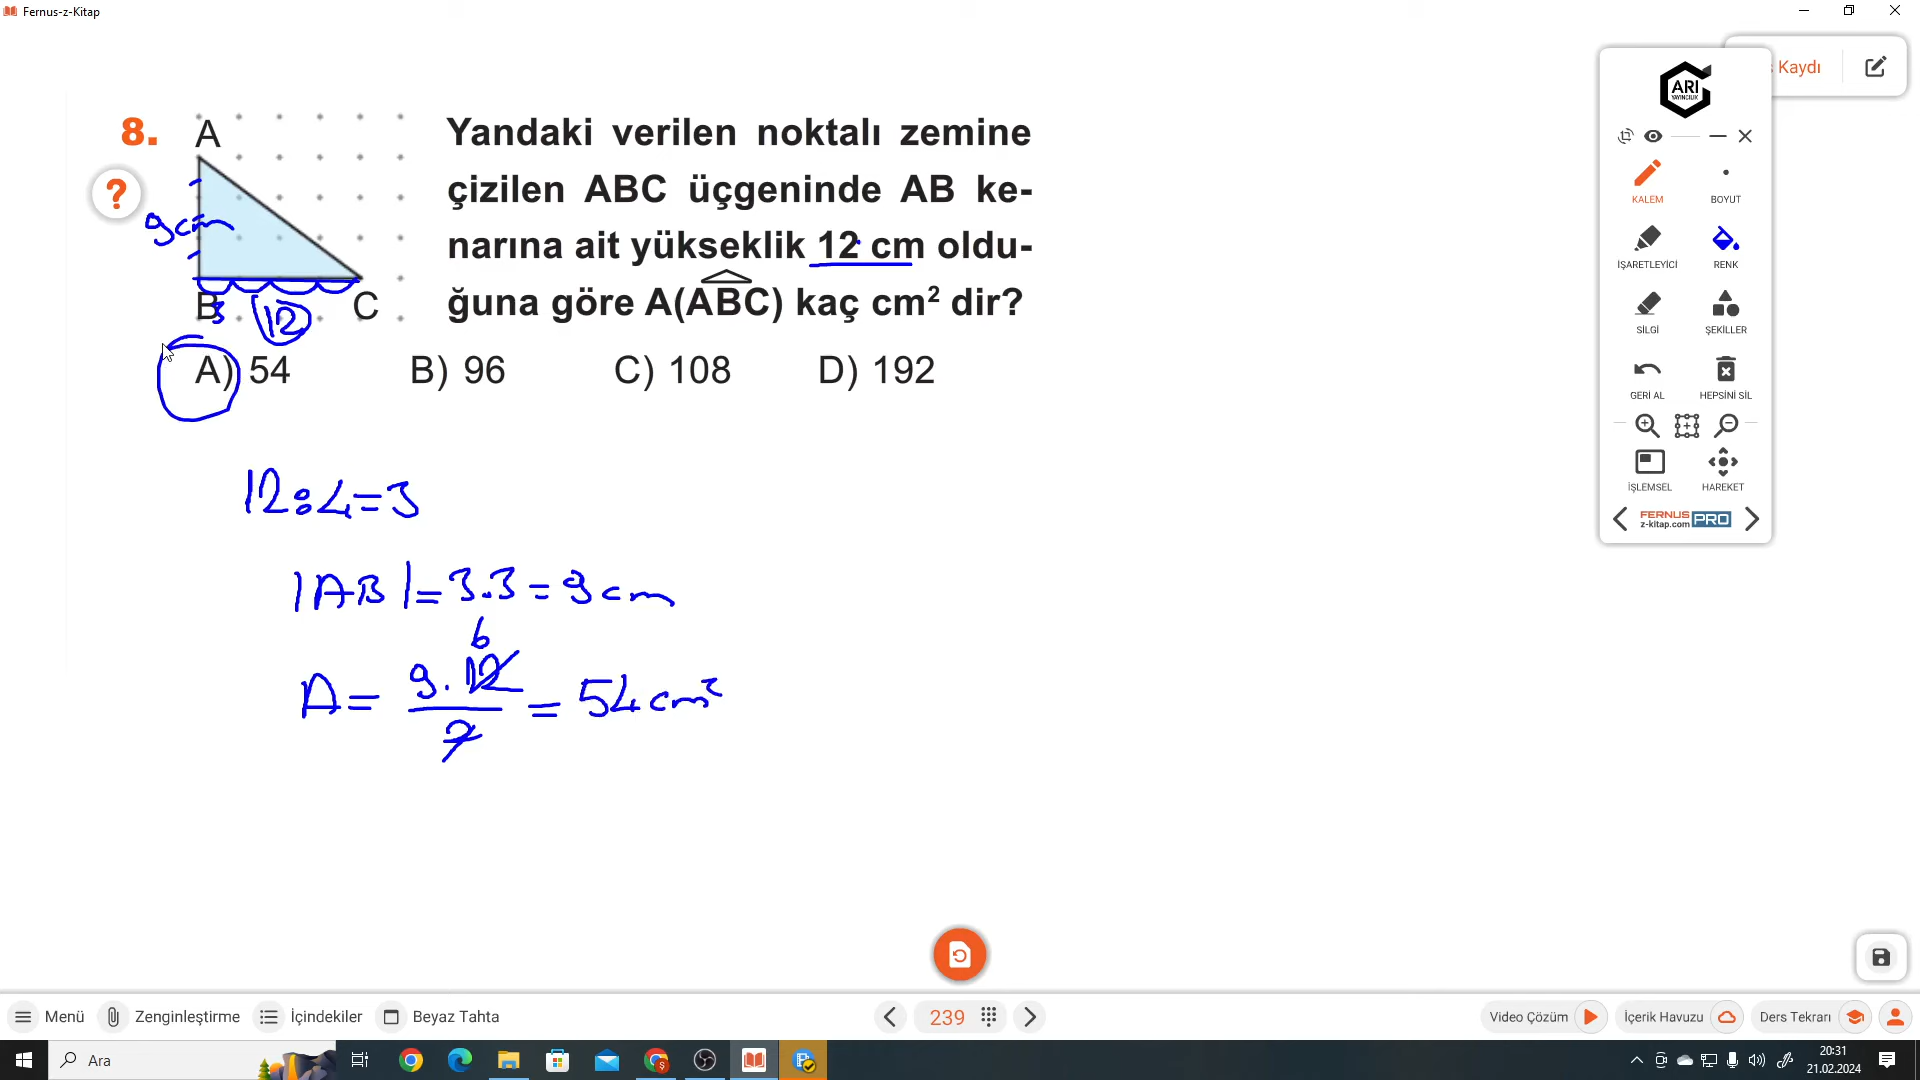 Fernus-z-Kitap
Kaydı
ARI
YAYINCILIK
8.
A
Yandaki verilen noktalı zemine
?
çizilen ABC üçgeninde AB ke-
9cm
narına ait yükseklik 12 cm oldu-
B
3
12
C
ğuna göre A(ABC) kaç cm² dir?
A) 54
B) 96
C) 108
D) 192
12:4=3
|AB|=3.3=9cm
6
A= 9.12
2
=54cm²
KALEM
BOYUT
İŞARETLEYİCİ
RENK
SİLGİ
ŞEKİLLER
GERİ AL
HEPSİNİ SİL
İŞLEMSEL
HAREKET
FERNUS
z-kitap.com PRO
Menü
Zenginleştirme
İçindekiler
Beyaz Tahta
239
Video Çözüm
İçerik Havuzu
Ders Tekrarı
Ara
20:31
21.02.2024